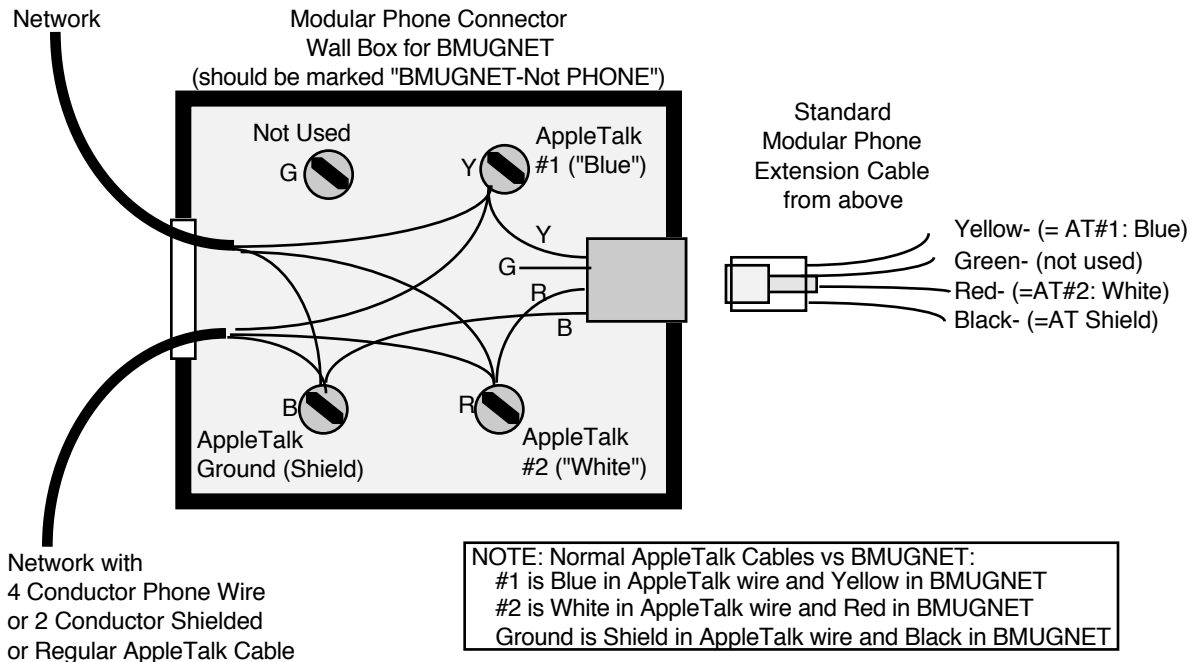 Network
Modular Phone Connector
Wall Box for BMUGNET
(should be marked "BMUGNET-Not PHONE")
Not Used
G
AppleTalk
#1 ("Blue")
Y
Y
G
R
B
B
AppleTalk
Ground (Shield)
R
AppleTalk
#2 ("White")
Standard
Modular Phone
Extension Cable
from above
Yellow- (= AT#1: Blue)
Green- (not used)
Red- (=AT#2: White)
Black- (=AT Shield)
Network with
4 Conductor Phone Wire
or 2 Conductor Shielded
or Regular AppleTalk Cable
NOTE: Normal AppleTalk Cables vs BMUGNET:
#1 is Blue in AppleTalk wire and Yellow in BMUGNET
#2 is White in AppleTalk wire and Red in BMUGNET
Ground is Shield in AppleTalk wire and Black in BMUGNET